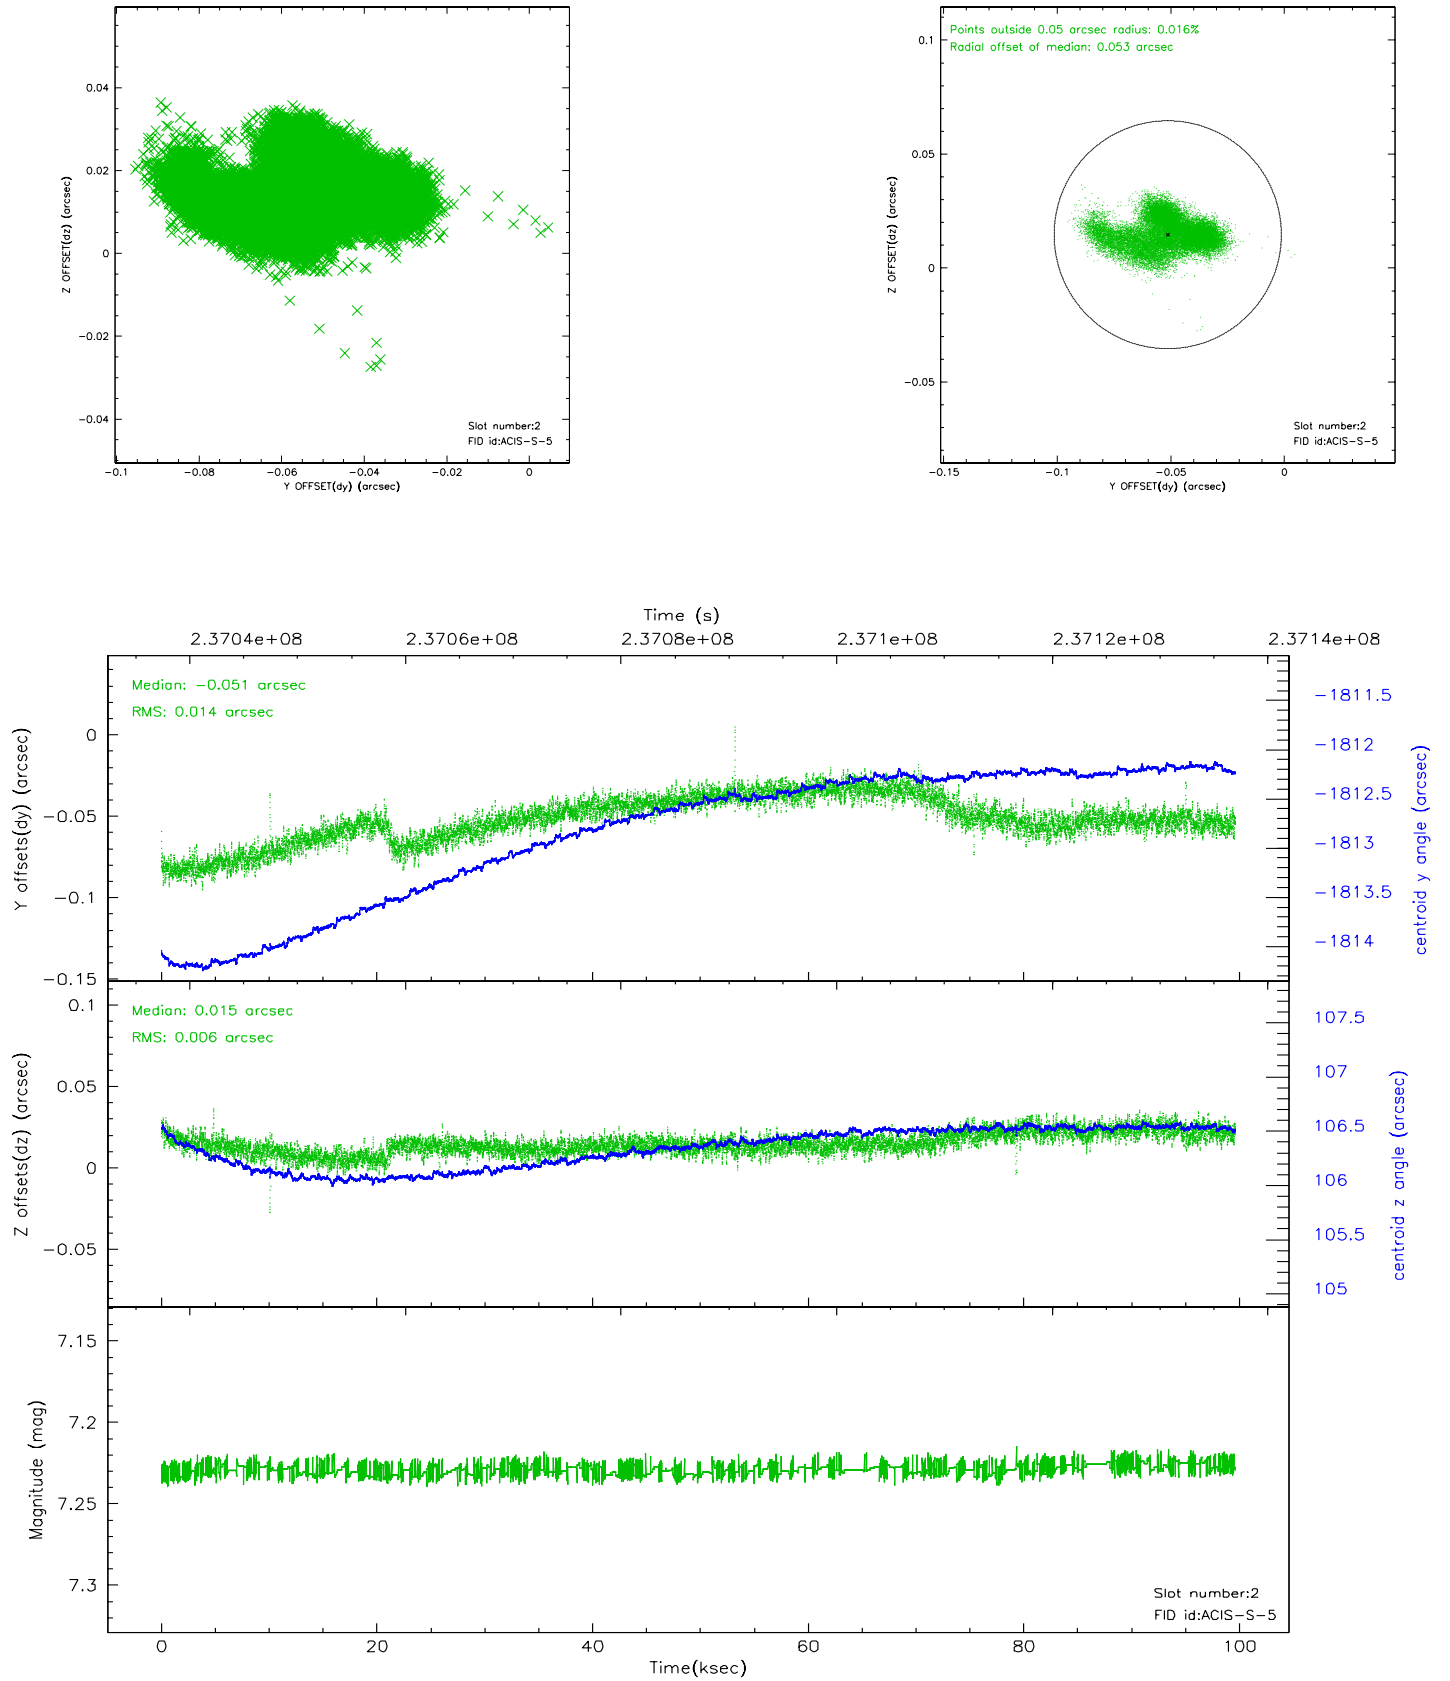 0.04
0.02
0
−0.02
−0.04
Z OFFSET(dz) (arcsec)
Slot number:2
FID id:ACIS−S−5
−0.1 −0.08 −0.06 −0.04 −0.02 0
Y OFFSET(dy) (arcsec)
Points outside 0.05 arcsec radius: 0.016%
Radial offset of median: 0.053 arcsec
0.1
0.05
0
−0.05
Z OFFSET(dz) (arcsec)
Slot number:2
FID id:ACIS−S−5
−0.15 −0.1 −0.05 0
Y OFFSET(dy) (arcsec)
Time (s)
2.3704e+08 2.3706e+08 2.3708e+08 2.371e+08 2.3712e+08 2.3714e+08
Median: −0.051 arcsec
RMS: 0.014 arcsec
0
−0.05
−0.1
−0.15
Y offsets(dy) (arcsec)
−1811.5
−1812
−1812.5
−1813
−1813.5
−1814
centroid y angle (arcsec)
Median: 0.015 arcsec
RMS: 0.006 arcsec
0.1
0.05
0
−0.05
Z offsets(dz) (arcsec)
107.5
107
106.5
106
105.5
105
centroid z angle (arcsec)
7.15
7.2
7.25
7.3
Magnitude (mag)
Slot number:2
FID id:ACIS−S−5
0 20 40 60 80 100
Time(ksec)